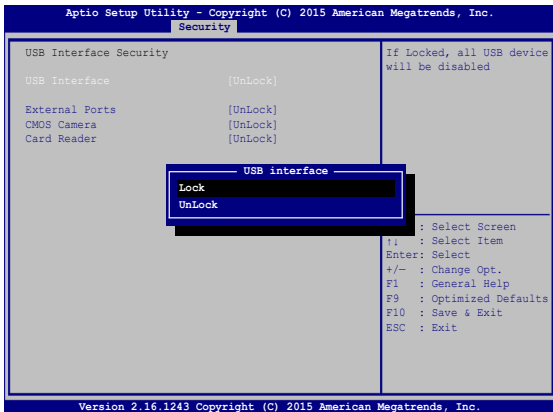 Aptio Setup Utility - Copyright (C) 2015 American Megatrends, Inc.
Security
USB Interface Security
USB Interface [UnLock]
External Ports [UnLock]
CMOS Camera [UnLock]
Card Reader [UnLock]
If Locked, all USB device
will be disabled
USB interface
Lock
UnLock
: Select Screen
↑↓ : Select Item
Enter: Select
+/— : Change Opt.
F1 : General Help
F9 : Optimized Defaults
F10 : Save & Exit
ESC : Exit
Version 2.16.1243 Copyright (C) 2015 American Megatrends, Inc.